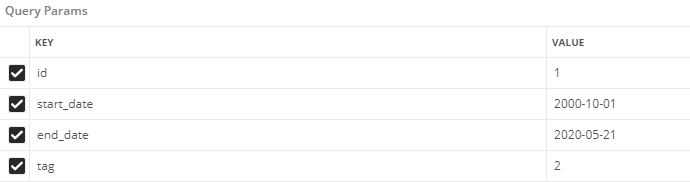 Query Params
KEY VALUE
id 1
start_date 2000-10-01
end_date 2020-05-21
tag 2